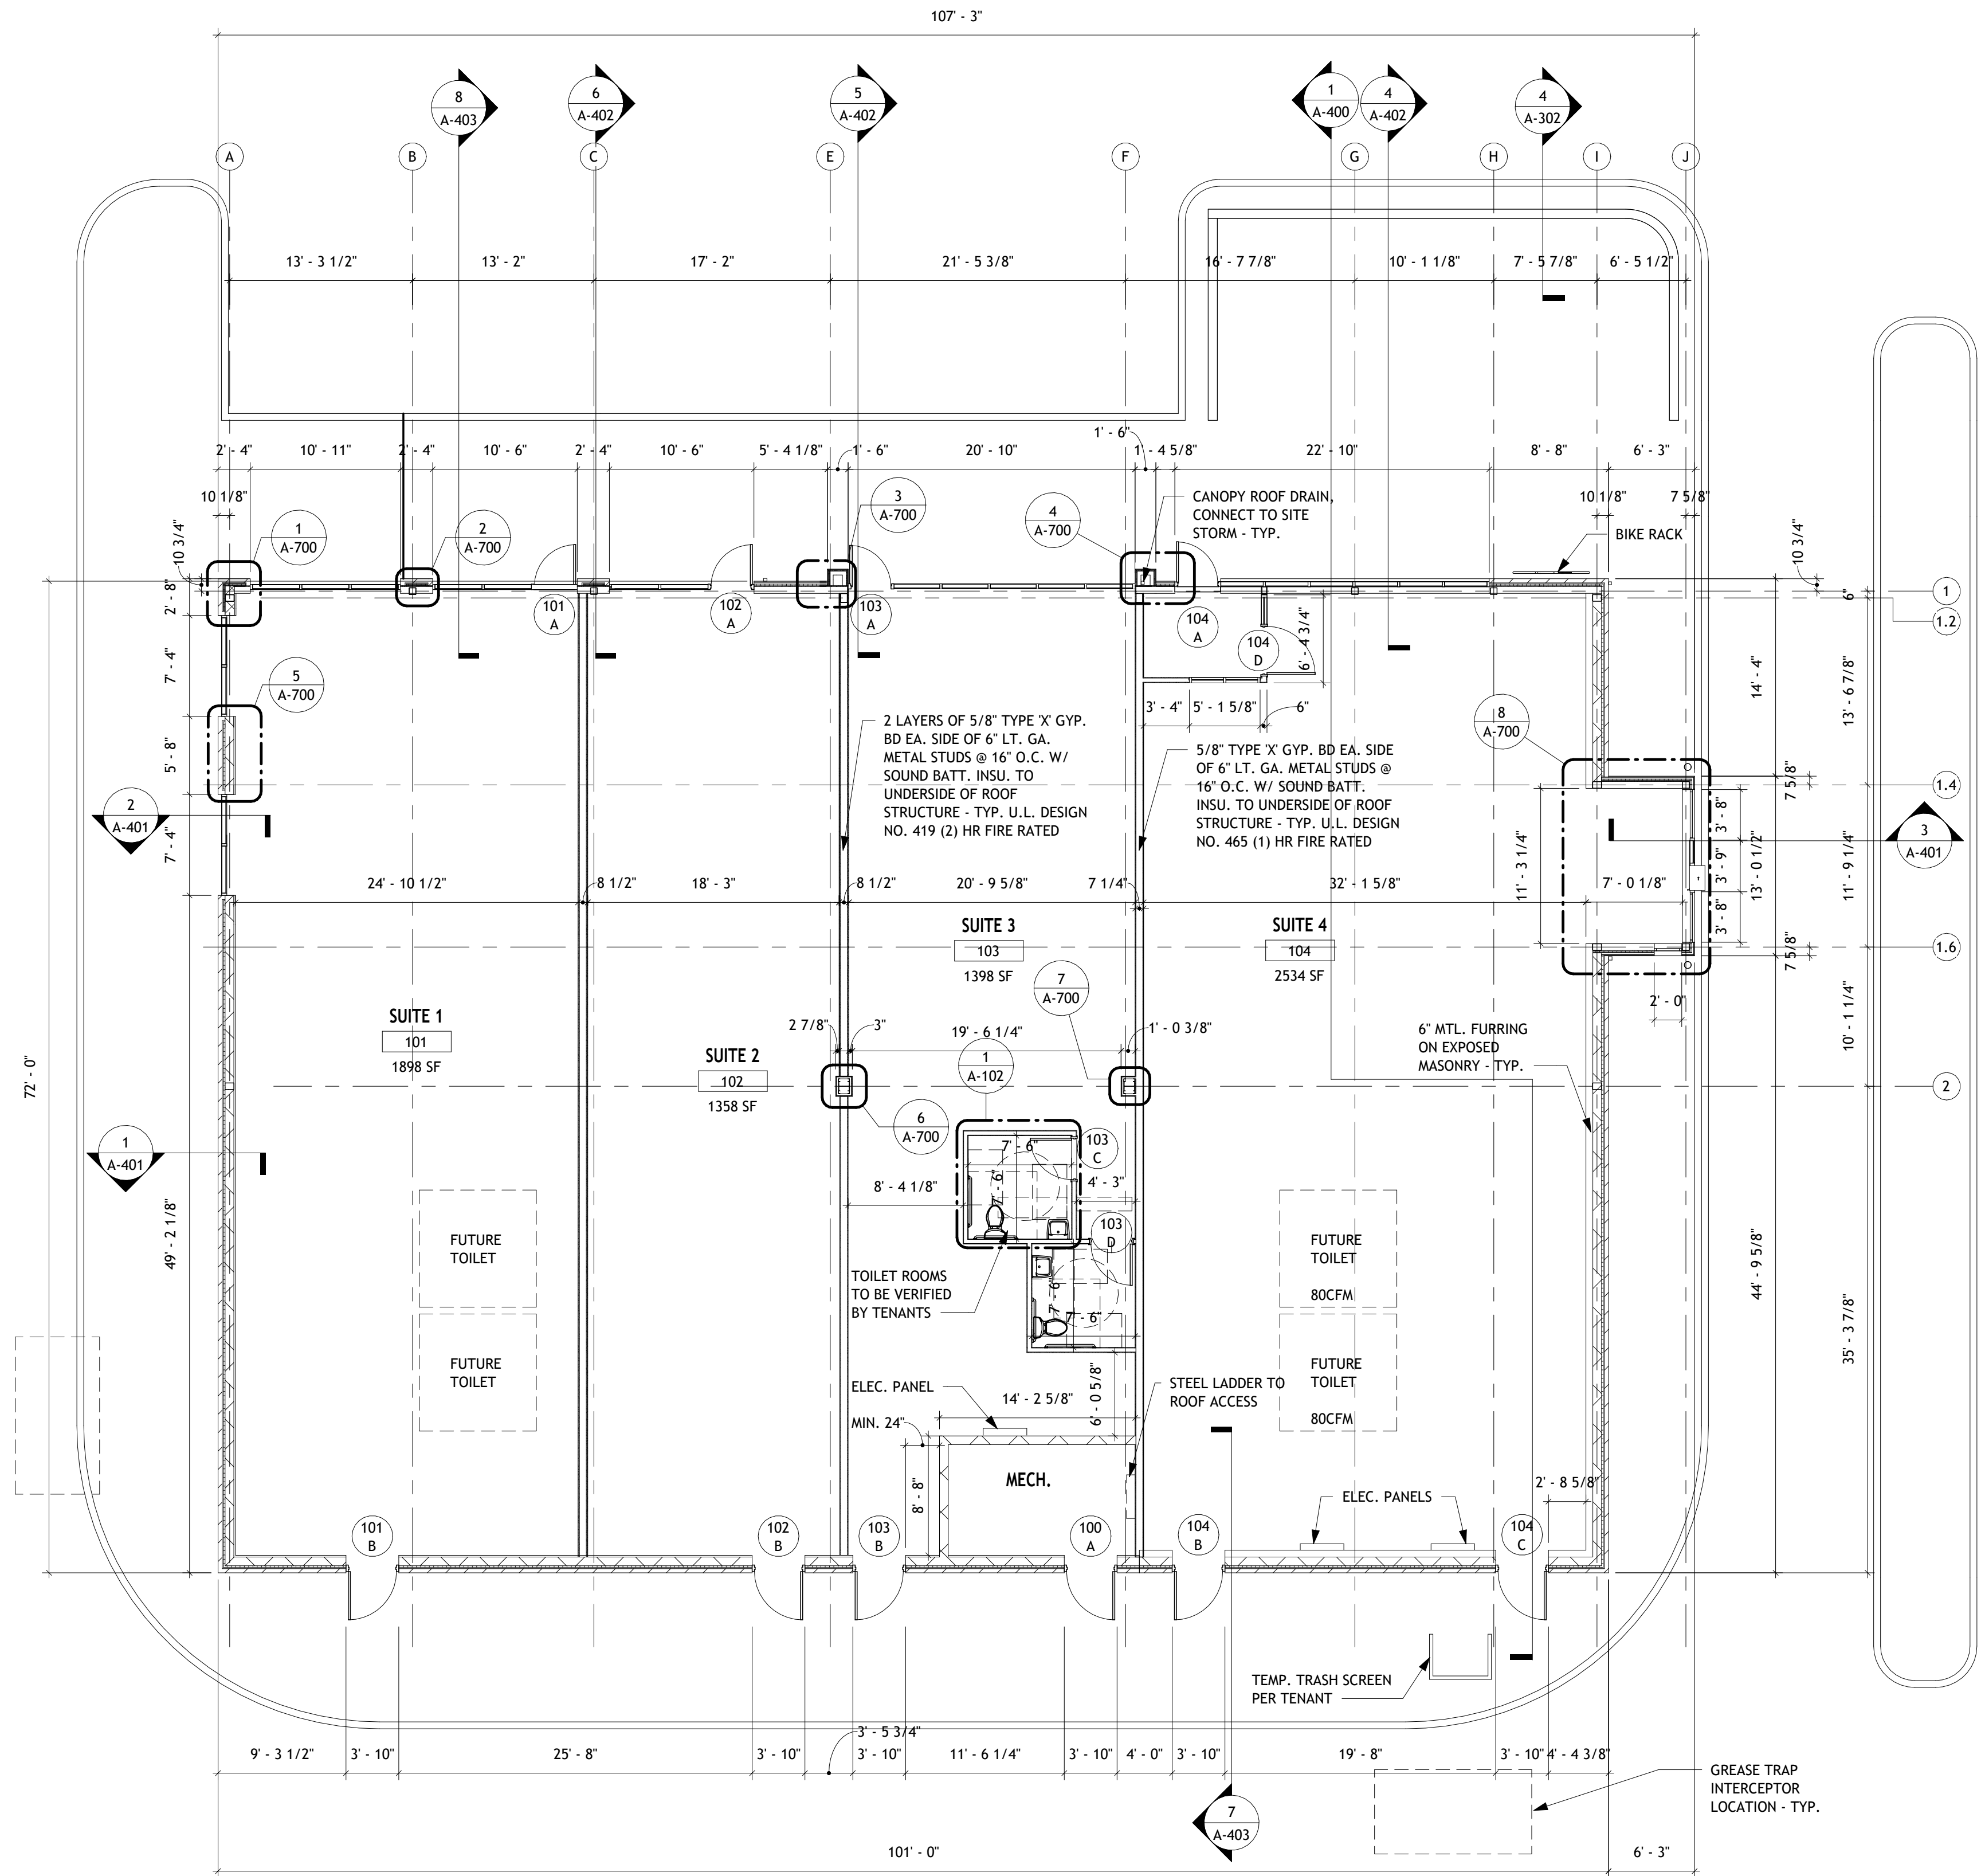 107' - 3"
8
A-403
6
A-402
5
A-402
1
A-400
4
A-402
4
A-302
A
B
C
E
F
G
H
I
J
13' - 3 1/2"
13' - 2"
17' - 2"
21' - 5 3/8"
16' - 7 7/8"
10' - 1 1/8"
7' - 5 7/8"
6' - 5 1/2"
2' - 4"
10' - 11"
2' - 4"
10' - 6"
2' - 4"
10' - 6"
5' - 4 1/8"
1' - 6"
20' - 10"
1' - 6"
1' - 4 5/8"
22' - 10"
8' - 8"
6' - 3"
10 1/8"
10 1/8"
7 5/8"
10 3/4"
10 3/4"
1
A-700
2
A-700
3
A-700
4
A-700
CANOPY ROOF DRAIN,
CONNECT TO SITE
STORM - TYP.
BIKE RACK
2' - 8"
7' - 4"
5' - 8"
7' - 4"
49' - 2 1/8"
72' - 0"
101
A
102
A
103
A
104
A
104
D
6' - 4 3/4"
3' - 4"
5' - 1 5/8"
6"
6"
1
1.2
1.4
1.6
2
14' - 4"
13' - 6 7/8"
5
A-700
2
A-401
1
A-401
8
A-700
3
A-401
2 LAYERS OF 5/8" TYPE 'X' GYP.
BD EA. SIDE OF 6" LT. GA.
METAL STUDS @ 16" O.C. W/
SOUND BATT. INSU. TO
UNDERSIDE OF ROOF
STRUCTURE - TYP. U.L. DESIGN
NO. 419 (2) HR FIRE RATED
5/8" TYPE 'X' GYP. BD EA. SIDE
OF 6" LT. GA. METAL STUDS @
16" O.C. W/ SOUND BATT.
INSU. TO UNDERSIDE OF ROOF
STRUCTURE - TYP. U.L. DESIGN
NO. 465 (1) HR FIRE RATED
7 5/8"
3' - 8"
3' - 9"
3' - 8"
13' - 0 1/2"
11' - 9 1/4"
11' - 3 1/4"
7 5/8"
24' - 10 1/2"
8 1/2"
18' - 3"
8 1/2"
20' - 9 5/8"
7 1/4"
32' - 1 5/8"
7' - 0 1/8"
2' - 0"
10' - 1 1/4"
SUITE 3
103
1398 SF
SUITE 4
104
2534 SF
SUITE 1
101
1898 SF
SUITE 2
102
1358 SF
7
A-700
2 7/8"
3"
19' - 6 1/4"
1' - 0 3/8"
1
A-102
6
A-700
6" MTL. FURRING
ON EXPOSED
MASONRY - TYP.
7' - 6"
7' - 6"
103
C
8' - 4 1/8"
4' - 3"
103
D
7' - 6"
7' - 6"
TOILET ROOMS
TO BE VERIFIED
BY TENANTS
FUTURE
TOILET
FUTURE
TOILET
FUTURE
TOILET
80CFM
FUTURE
TOILET
80CFM
44' - 9 5/8"
35' - 3 7/8"
ELEC. PANEL
14' - 2 5/8"
6' - 0 5/8"
STEEL LADDER TO
ROOF ACCESS
MIN. 24"
8' - 8"
MECH.
ELEC. PANELS
2' - 8 5/8"
101
B
102
B
103
B
100
A
104
B
104
C
TEMP. TRASH SCREEN
PER TENANT
9' - 3 1/2"
3' - 10"
25' - 8"
3' - 10"
3' - 5 3/4"
3' - 10"
11' - 6 1/4"
3' - 10"
4' - 0"
3' - 10"
19' - 8"
3' - 10"
4' - 4 3/8"
7
A-403
GREASE TRAP
INTERCEPTOR
LOCATION - TYP.
101' - 0"
6' - 3"